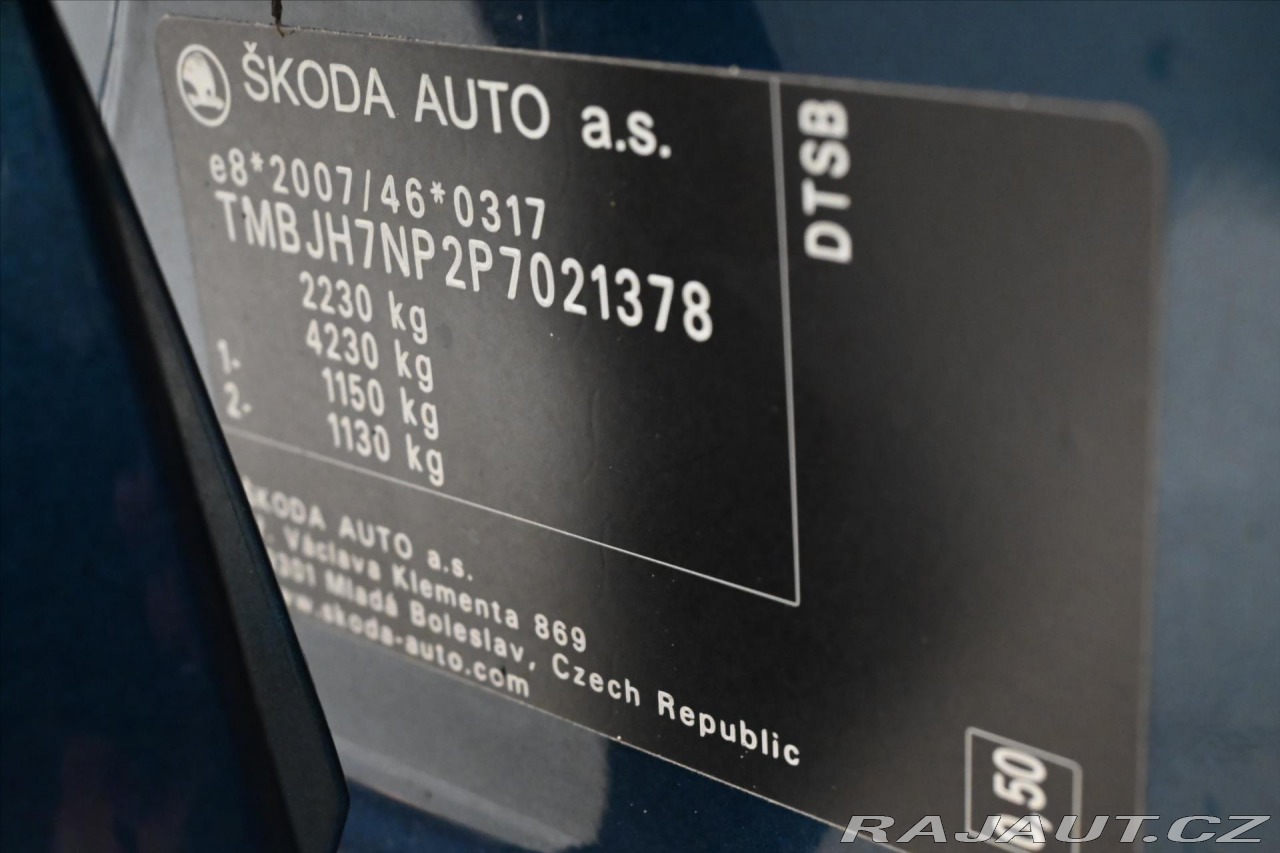 ŠKODA AUTO a.s.
e8*2007/46*0317
TMBJH7NP2P7021378
2230 kg
4230 kg
1- 1150 kg
2- 1130 kg
DTSB
ŠKODA AUTO a.s.
Václava Klementa 869
Mladá Boleslav, Czech Republic
www.skoda-auto.com
50
RAJAUT.CZ